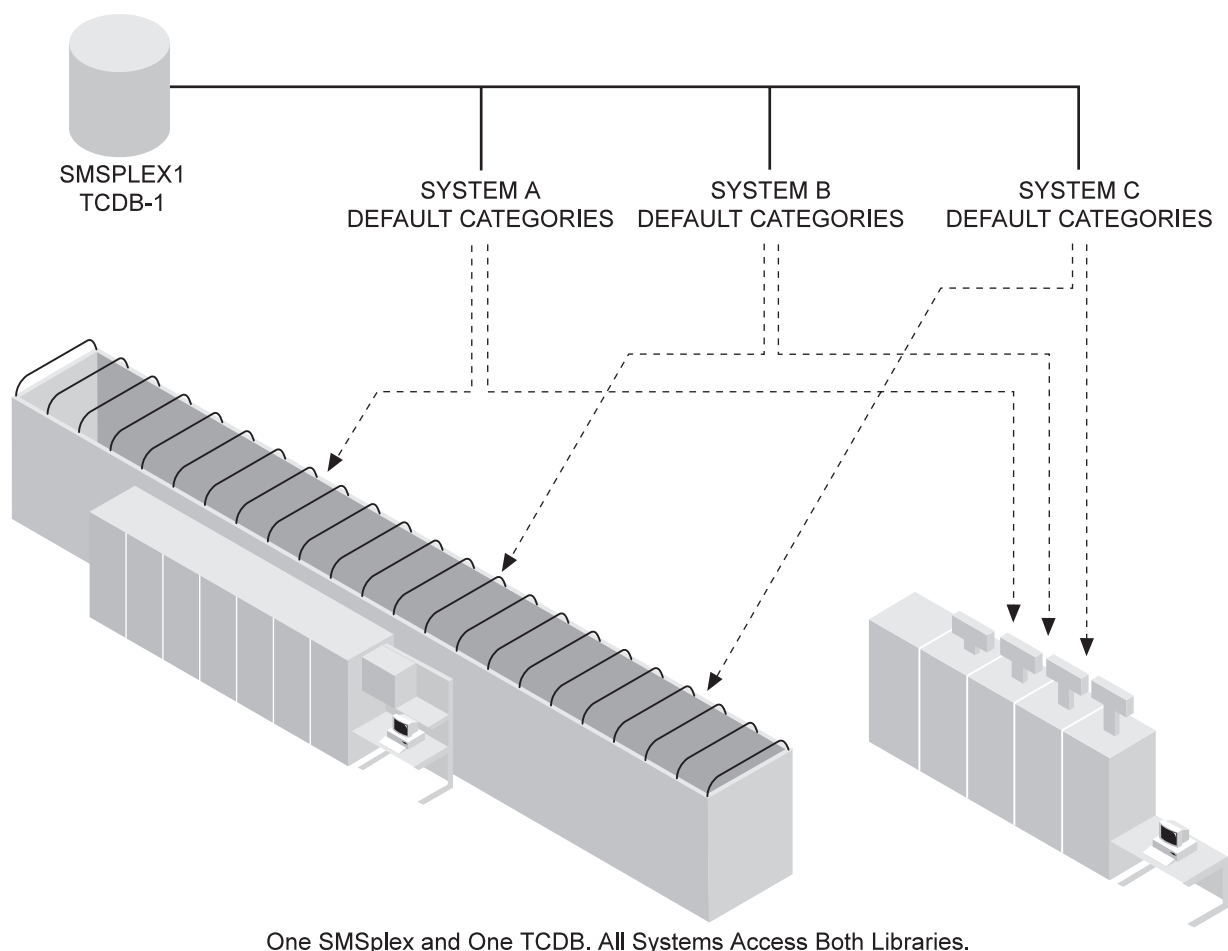 SMSPLEX1
TCDB-1
SYSTEM A
DEFAULT CATEGORIES
SYSTEM B
DEFAULT CATEGORIES
SYSTEM C
DEFAULT CATEGORIES
One SMSplex and One TCDB. All Systems Access Both Libraries.